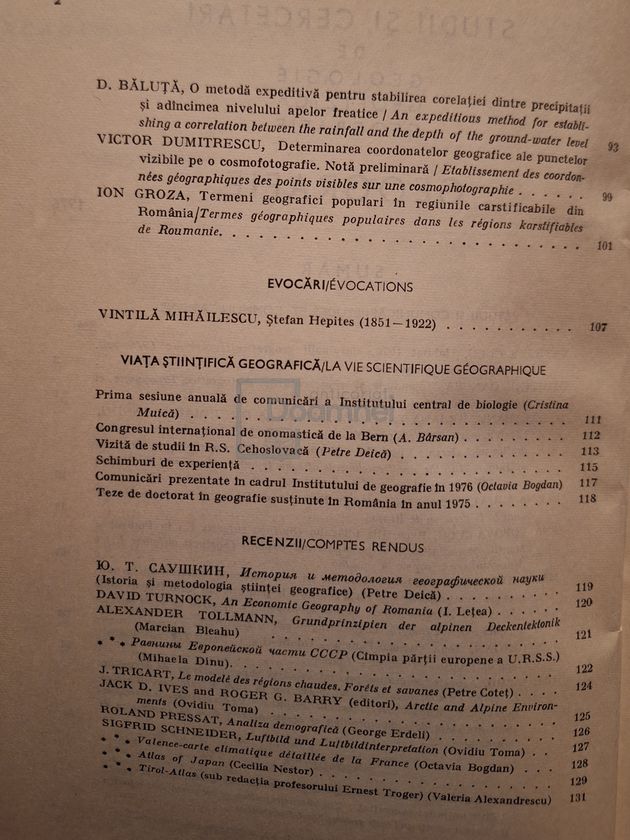 D. BĂLUȚĂ, O metodă expeditivă pentru stabilirea corelației dintre precipitații
și adîncimea nivelului apelor freatice / An expeditious method for establi-
shing a correlation between the rainfall and the depth of the ground-water level 93
VICTOR DUMITRESCU, Determinarea coordonatelor geografice ale punctelor
vizibile pe o cosmofotografie. Notă preliminară / Etablissement des coordon-
nées géographiques des points visibles sur une cosmophotographie . . . . . . 99
ION GROZA, Termeni geografici populari în regiunile carstificabile din
România/Termes géographiques populaires dans les régions karstifiables
de Roumanie. . . . . . . . . . . . . . . . . . . . . . . . . . . . . 101
EVOCĂRI/ÉVOCATIONS
VINTILĂ MIHĂILESCU, Ștefan Hepites (1851—1922) . . . . . . . . . . 107
VIAȚA ȘTIINȚIFICĂ GEOGRAFICĂ/LA VIE SCIENTIFIQUE GÉOGRAPHIQUE
Prima sesiune anuală de comunicări a Institutului central de biologie (Cristina
Muică) . . . . . . . . . . . . . . . . . . . . . . . . . . . . . . 111
Congresul internațional de onomastică de la Bern (A. Bârsan) . . . . . . . . 112
Vizită de studii în R.S. Cehoslovacă (Petre Deică) . . . . . . . . . . . . 113
Schimburi de experiență . . . . . . . . . . . . . . . . . . . . . . . 115
Comunicări prezentate în cadrul Institutului de geografie în 1976 (Octavia Bogdan) 117
Teze de doctorat în geografie susținute în România în anul 1975 . . . . . . . 118
RECENZII/COMPTES RENDUS
Ю. Т. САУШКИН, История и методология географической науки
(Istoria și metodologia științei geografice) (Petre Deică) . . . . . . . . . . 119
DAVID TURNOCK, An Economic Geography of Romania (I. Lețea) . . . . . . 120
ALEXANDER TOLLMANN, Grundprinzipien der alpinen Deckentektonik
(Marcian Bleahu) . . . . . . . . . . . . . . . . . . . . . . . . . . 121
* * * Равнины Европейской части СССР (Cîmpia părții europene a U.R.S.S.)
(Mihaela Dinu). . . . . . . . . . . . . . . . . . . . . . . . . . . 122
J. TRICART, Le modelé des régions chaudes. Forêts et savanes (Petre Coteț) . . . . 124
JACK D. IVES and ROGER G. BARRY (editori), Arctic and Alpine Environ-
ments (Ovidiu Toma) . . . . . . . . . . . . . . . . . . . . . . . . 125
ROLAND PRESSAT, Analiza demografică (George Erdeli) . . . . . . . . . . 126
SIGFRID SCHNEIDER, Luftbild und Luftbildinterpretation (Ovidiu Toma) . . . 127
* * * Valence-carte climatique détaillée de la France (Octavia Bogdan) . . . 128
* * * Atlas of Japan (Cecilia Nestor) . . . . . . . . . . . . . . . . . 129
* * * Tirol-Atlas (sub redacția profesorului Ernest Troger) (Valeria Alexandrescu) 131